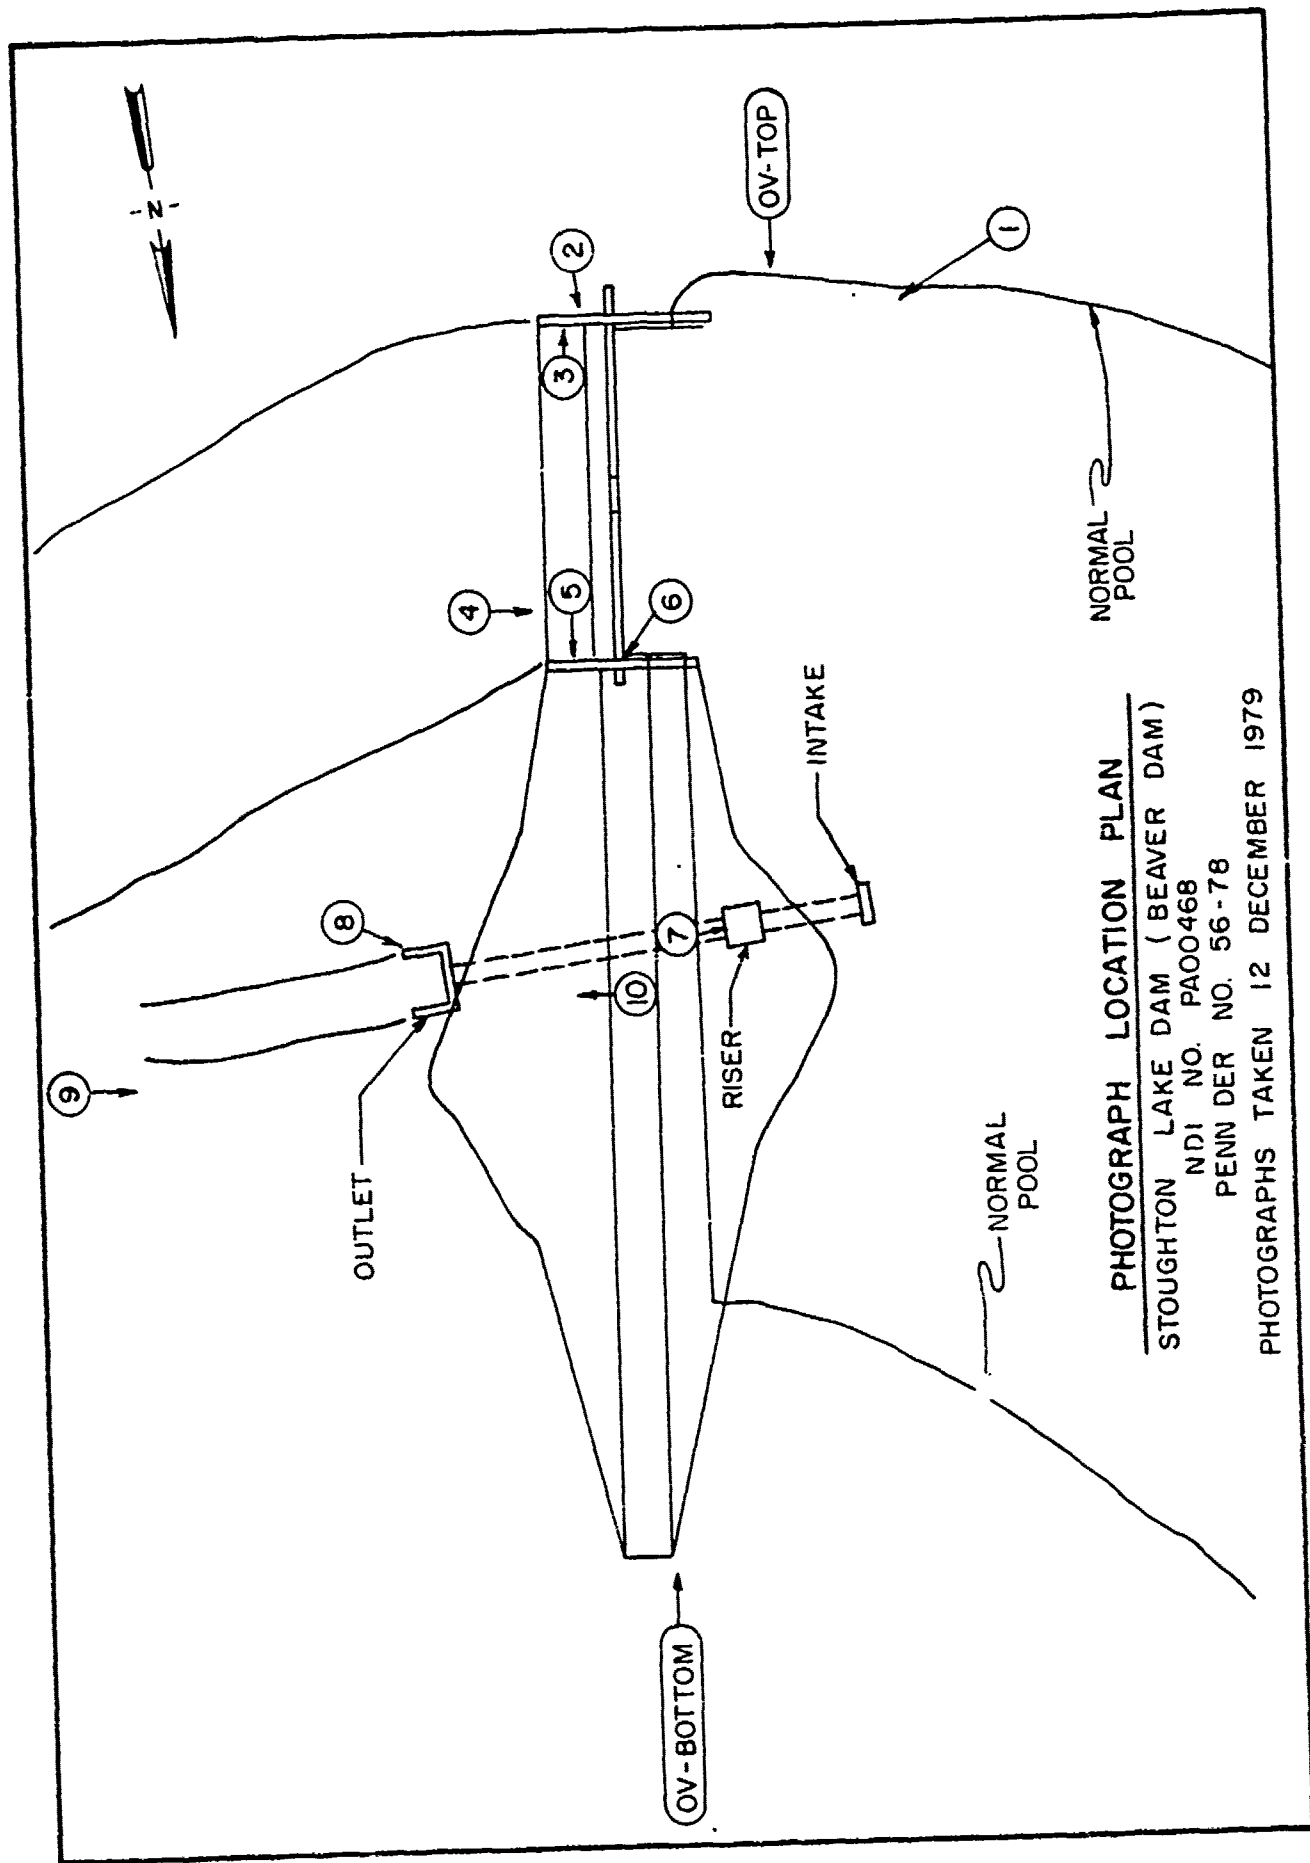 N
OV-TOP
1
2
3
4
5
6
7
8
9
10
NORMAL
POOL
INTAKE
RISER
OUTLET
NORMAL
POOL
OV-BOTTOM
PHOTOGRAPH LOCATION PLAN
STOUGHTON LAKE DAM (BEAVER DAM)
NDI NO. PA00468
PENN DER NO. 56-78
PHOTOGRAPHS TAKEN 12 DECEMBER 1979